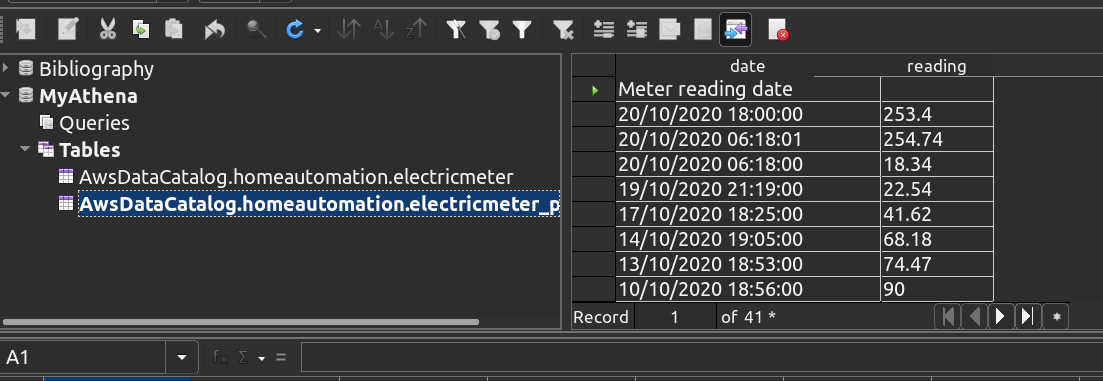 Bibliography
MyAthena
Queries
Tables
AwsDataCatalog.homeautomation.electricmeter
AwsDataCatalog.homeautomation.electricmeter_p
date reading
Meter reading date
20/10/2020 18:00:00 253.4
20/10/2020 06:18:01 254.74
20/10/2020 06:18:00 18.34
19/10/2020 21:19:00 22.54
17/10/2020 18:25:00 41.62
14/10/2020 19:05:00 68.18
13/10/2020 18:53:00 74.47
10/10/2020 18:56:00 90
Record 1 of 41 *
A1 fx Σ =